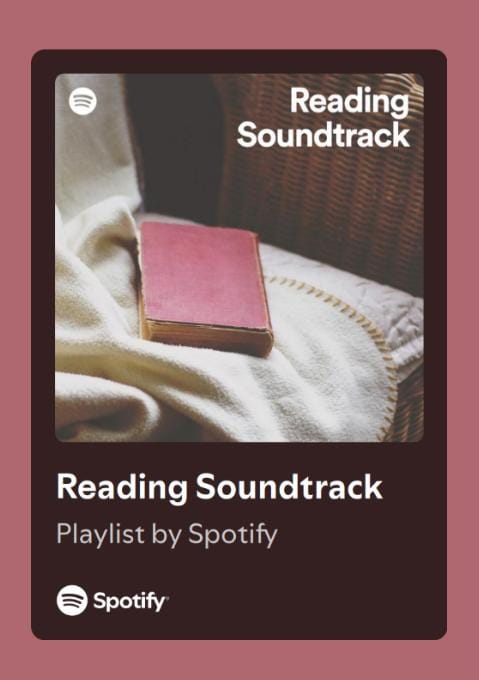 Reading
Soundtrack
Reading Soundtrack
Playlist by Spotify
Spotify®